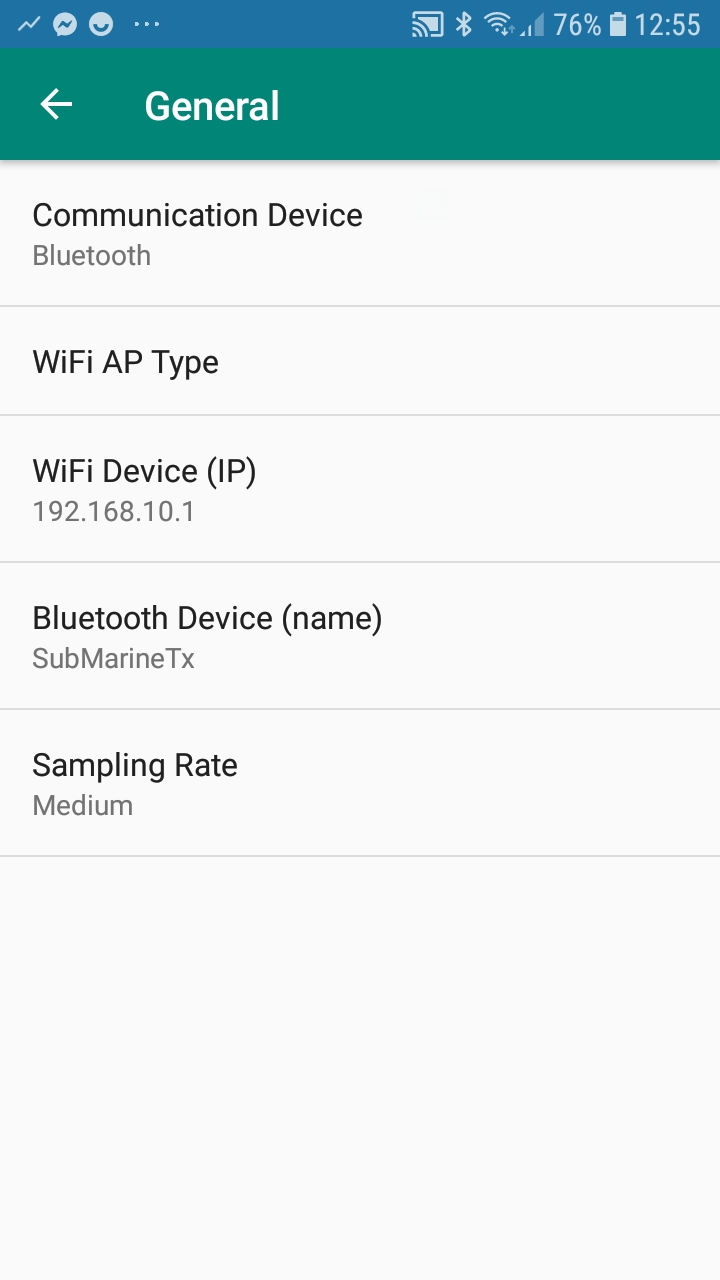 76% 12:55
General
Communication Device
Bluetooth
WiFi AP Type
WiFi Device (IP)
192.168.10.1
Bluetooth Device (name)
SubMarineTx
Sampling Rate
Medium